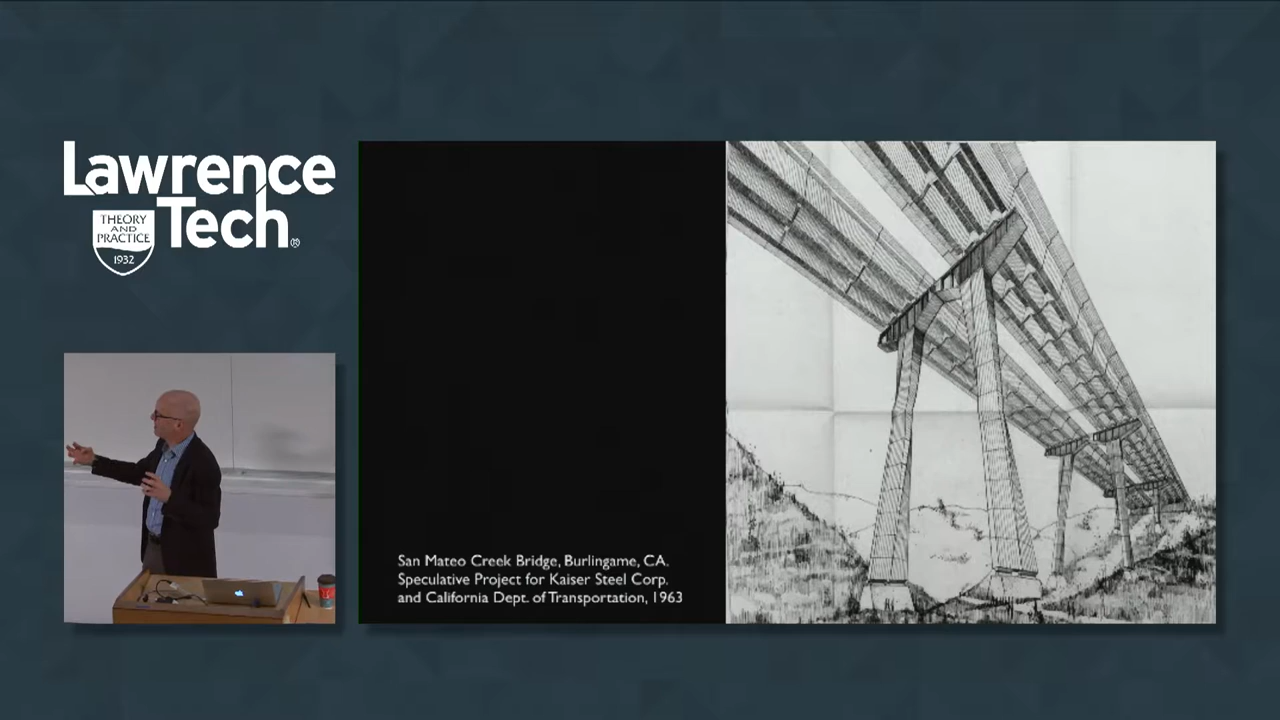 Lawrence
Tech®
THEORY
AND
PRACTICE
1932
San Mateo Creek Bridge, Burlingame, CA.
Speculative Project for Kaiser Steel Corp.
and California Dept. of Transportation, 1963